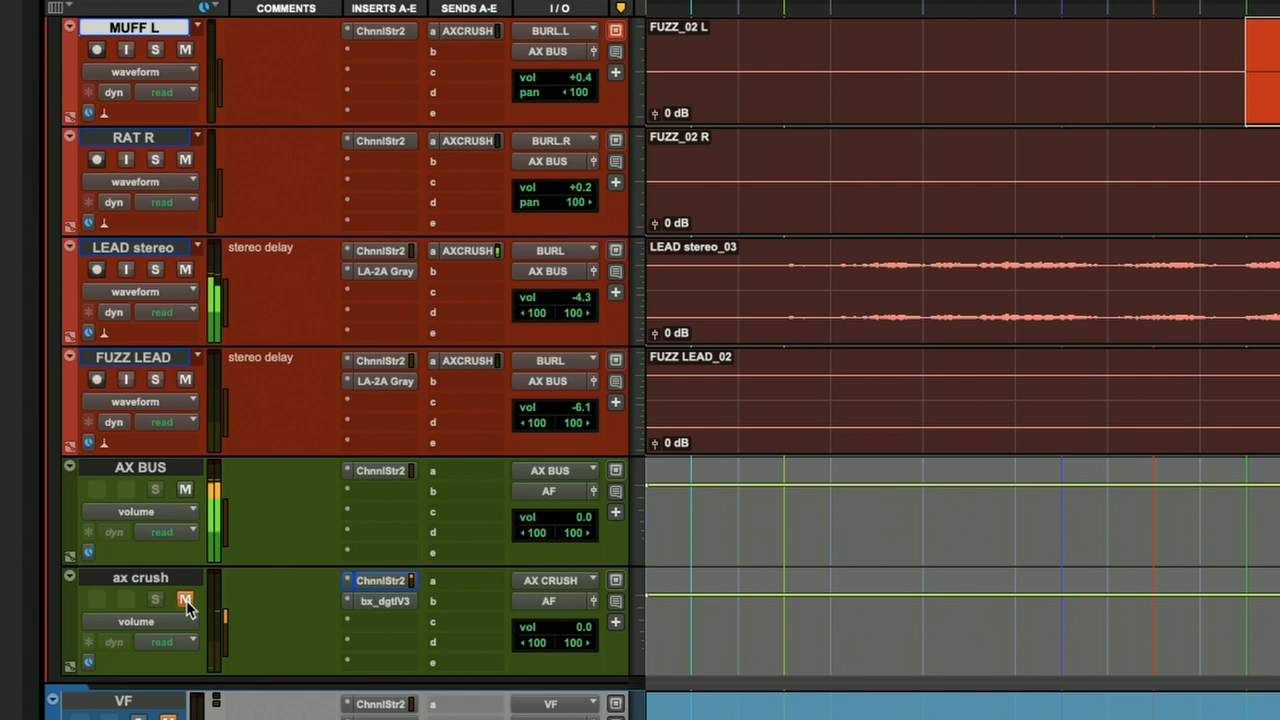 COMMENTS INSERTS A-E SENDS A-E I / O
MUFF L ChnnlStr2 a AXCRUSH BURL.L FUZZ_02 L
I S M b AX BUS
waveform c
dyn read d vol +0.4
pan 100
e 0 dB
RAT R ChnnlStr2 a AXCRUSH BURL.R FUZZ_02 R
I S M b AX BUS
waveform c
dyn read d vol +0.2
pan 100
e 0 dB
LEAD stereo stereo delay ChnnlStr2 a AXCRUSH BURL LEAD stereo_03
I S M LA-2A Gray b AX BUS
waveform c vol -4.3
dyn read d 100 100
e 0 dB
FUZZ LEAD stereo delay ChnnlStr2 a AXCRUSH BURL FUZZ LEAD_02
I S M LA-2A Gray b AX BUS
waveform c vol -6.1
dyn read d 100 100
e 0 dB
AX BUS ChnnlStr2 a AX BUS
S M b AF
volume c vol 0.0
dyn read d 100 100
e
ax crush ChnnlStr2 a AX CRUSH
S M bx_dgtlV3 b AF
volume c vol 0.0
dyn read d 100 100
e
VF ChnnlStr2 a VF